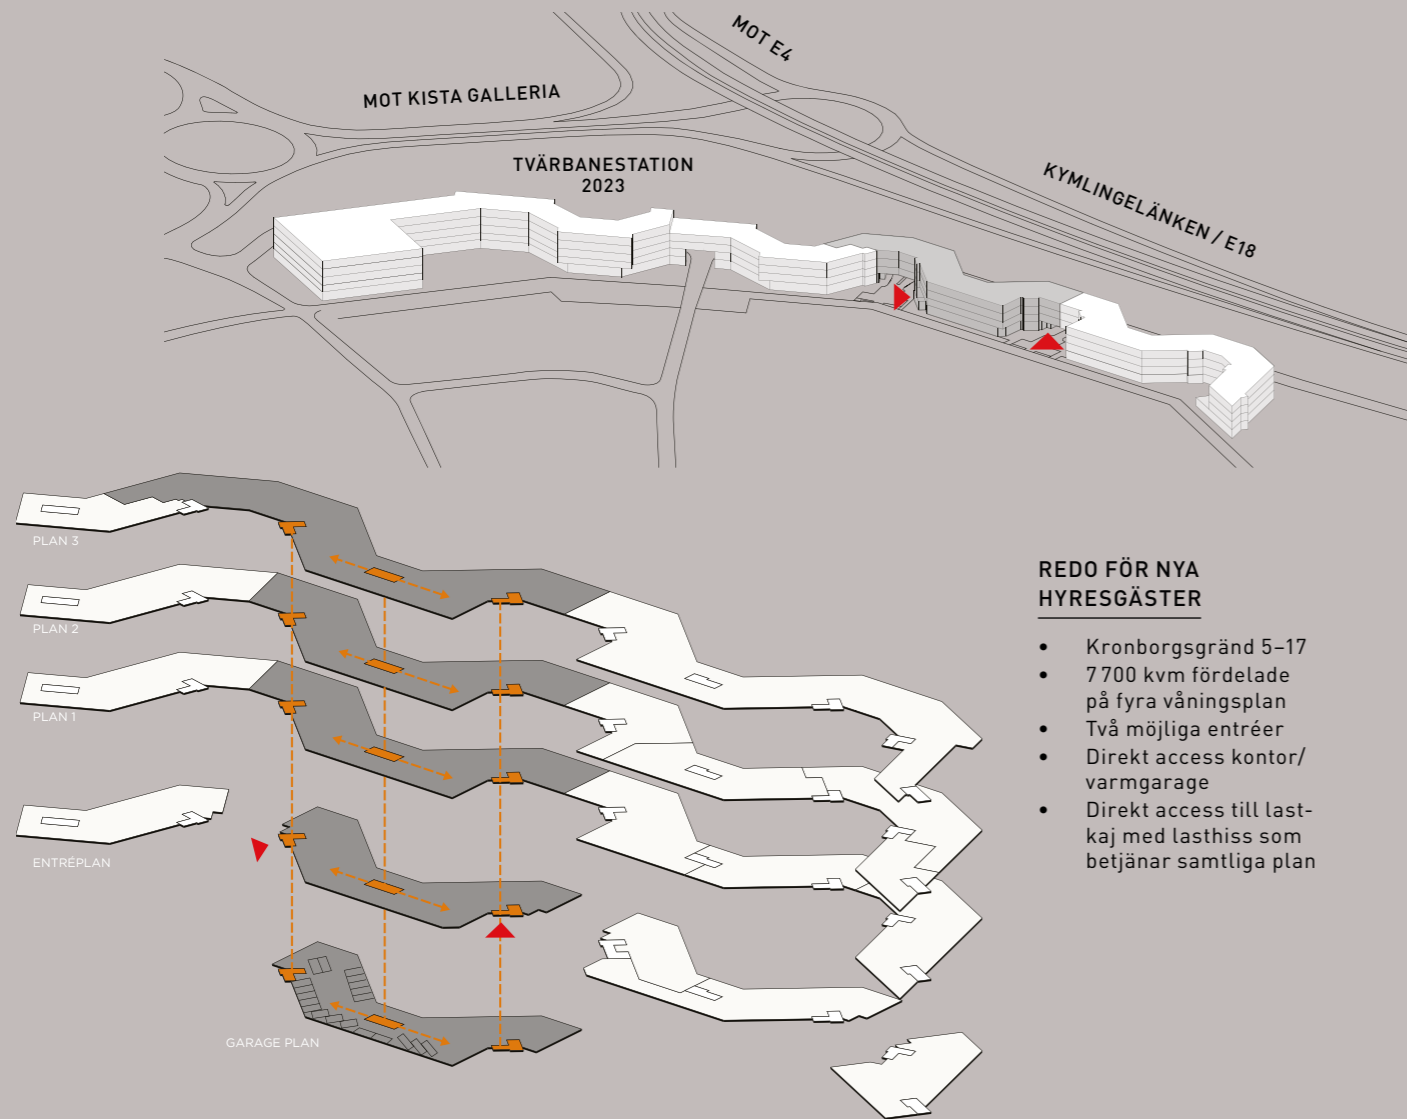 MOT E4
MOT KISTA GALLERIA
TVÄRBANESTATION
2023
KYMLINGELÄNKEN / E18
PLAN 3
PLAN 2
PLAN 1
ENTRÉPLAN
GARAGE PLAN
REDO FÖR NYA
HYRESGÄSTER
• Kronborgsgränd 5–17
• 7 700 kvm fördelade
på fyra våningsplan
• Två möjliga entréer
• Direkt access kontor/
varmgarage
• Direkt access till last-
kaj med lasthiss som
betjänar samtliga plan